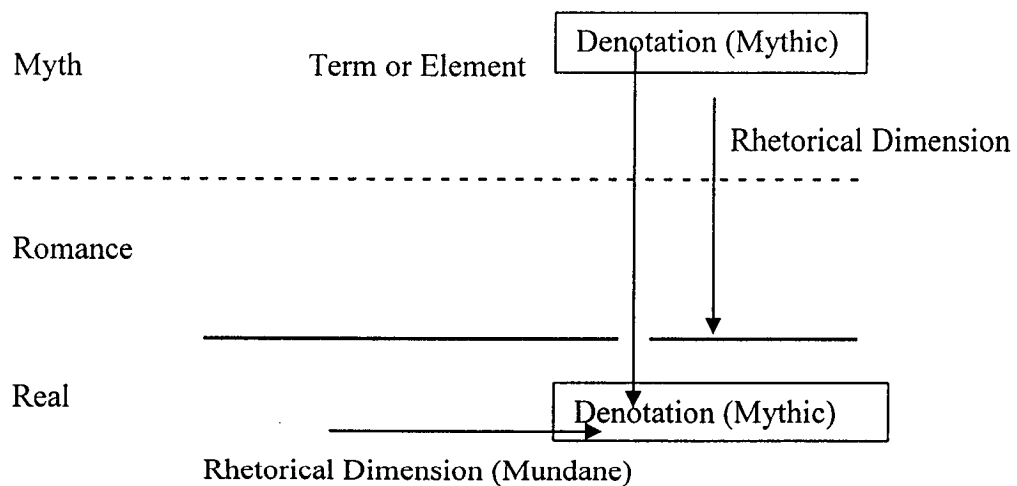 Denotation (Mythic)
Myth
Term or Element
Rhetorical Dimension
Romance
Real
Denotation (Mythic)
Rhetorical Dimension (Mundane)